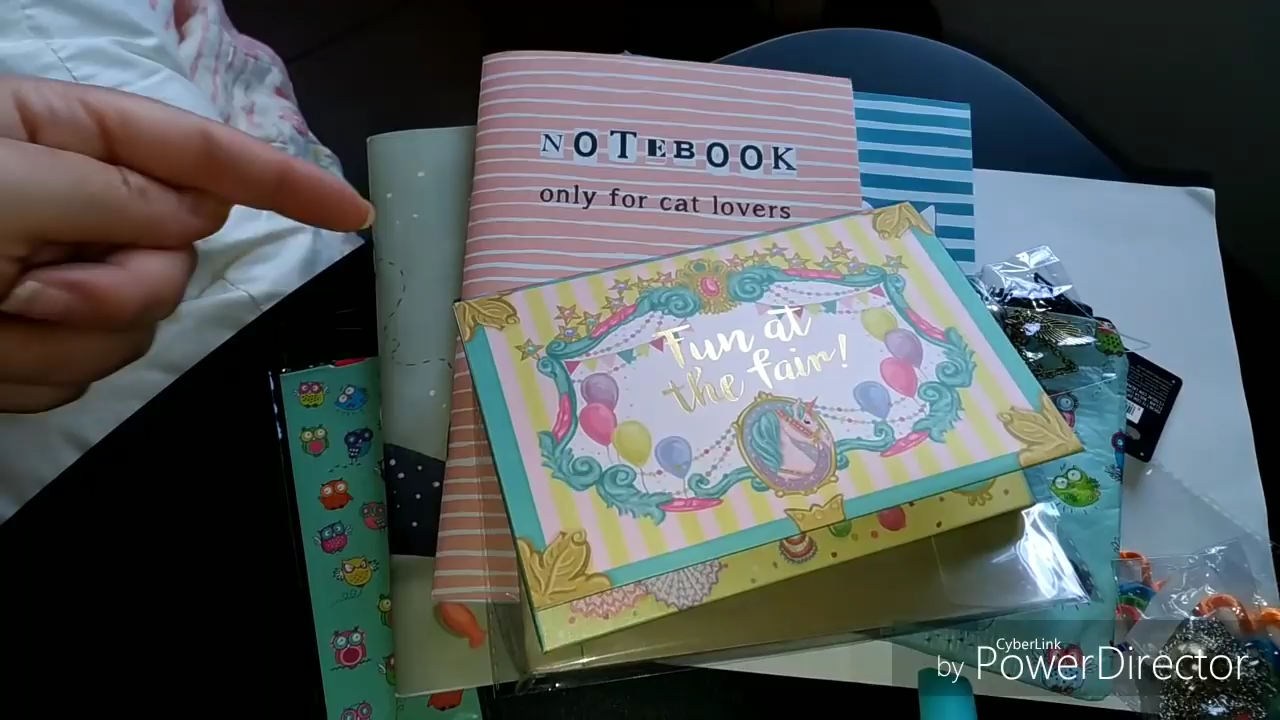 NOTEBOOK
only for cat lovers
Fun at
the fair!
CyberLink
by PowerDirector